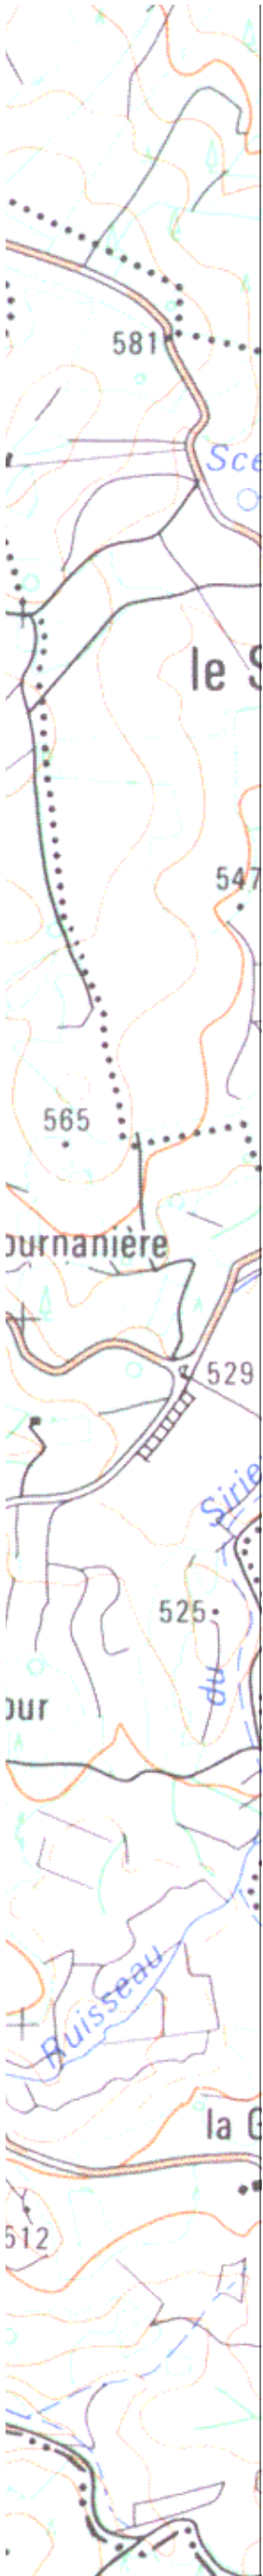 581
Sce
le S
547
565
ournanière
529
Sirie
525
du
our
Ruisseau
la G
512